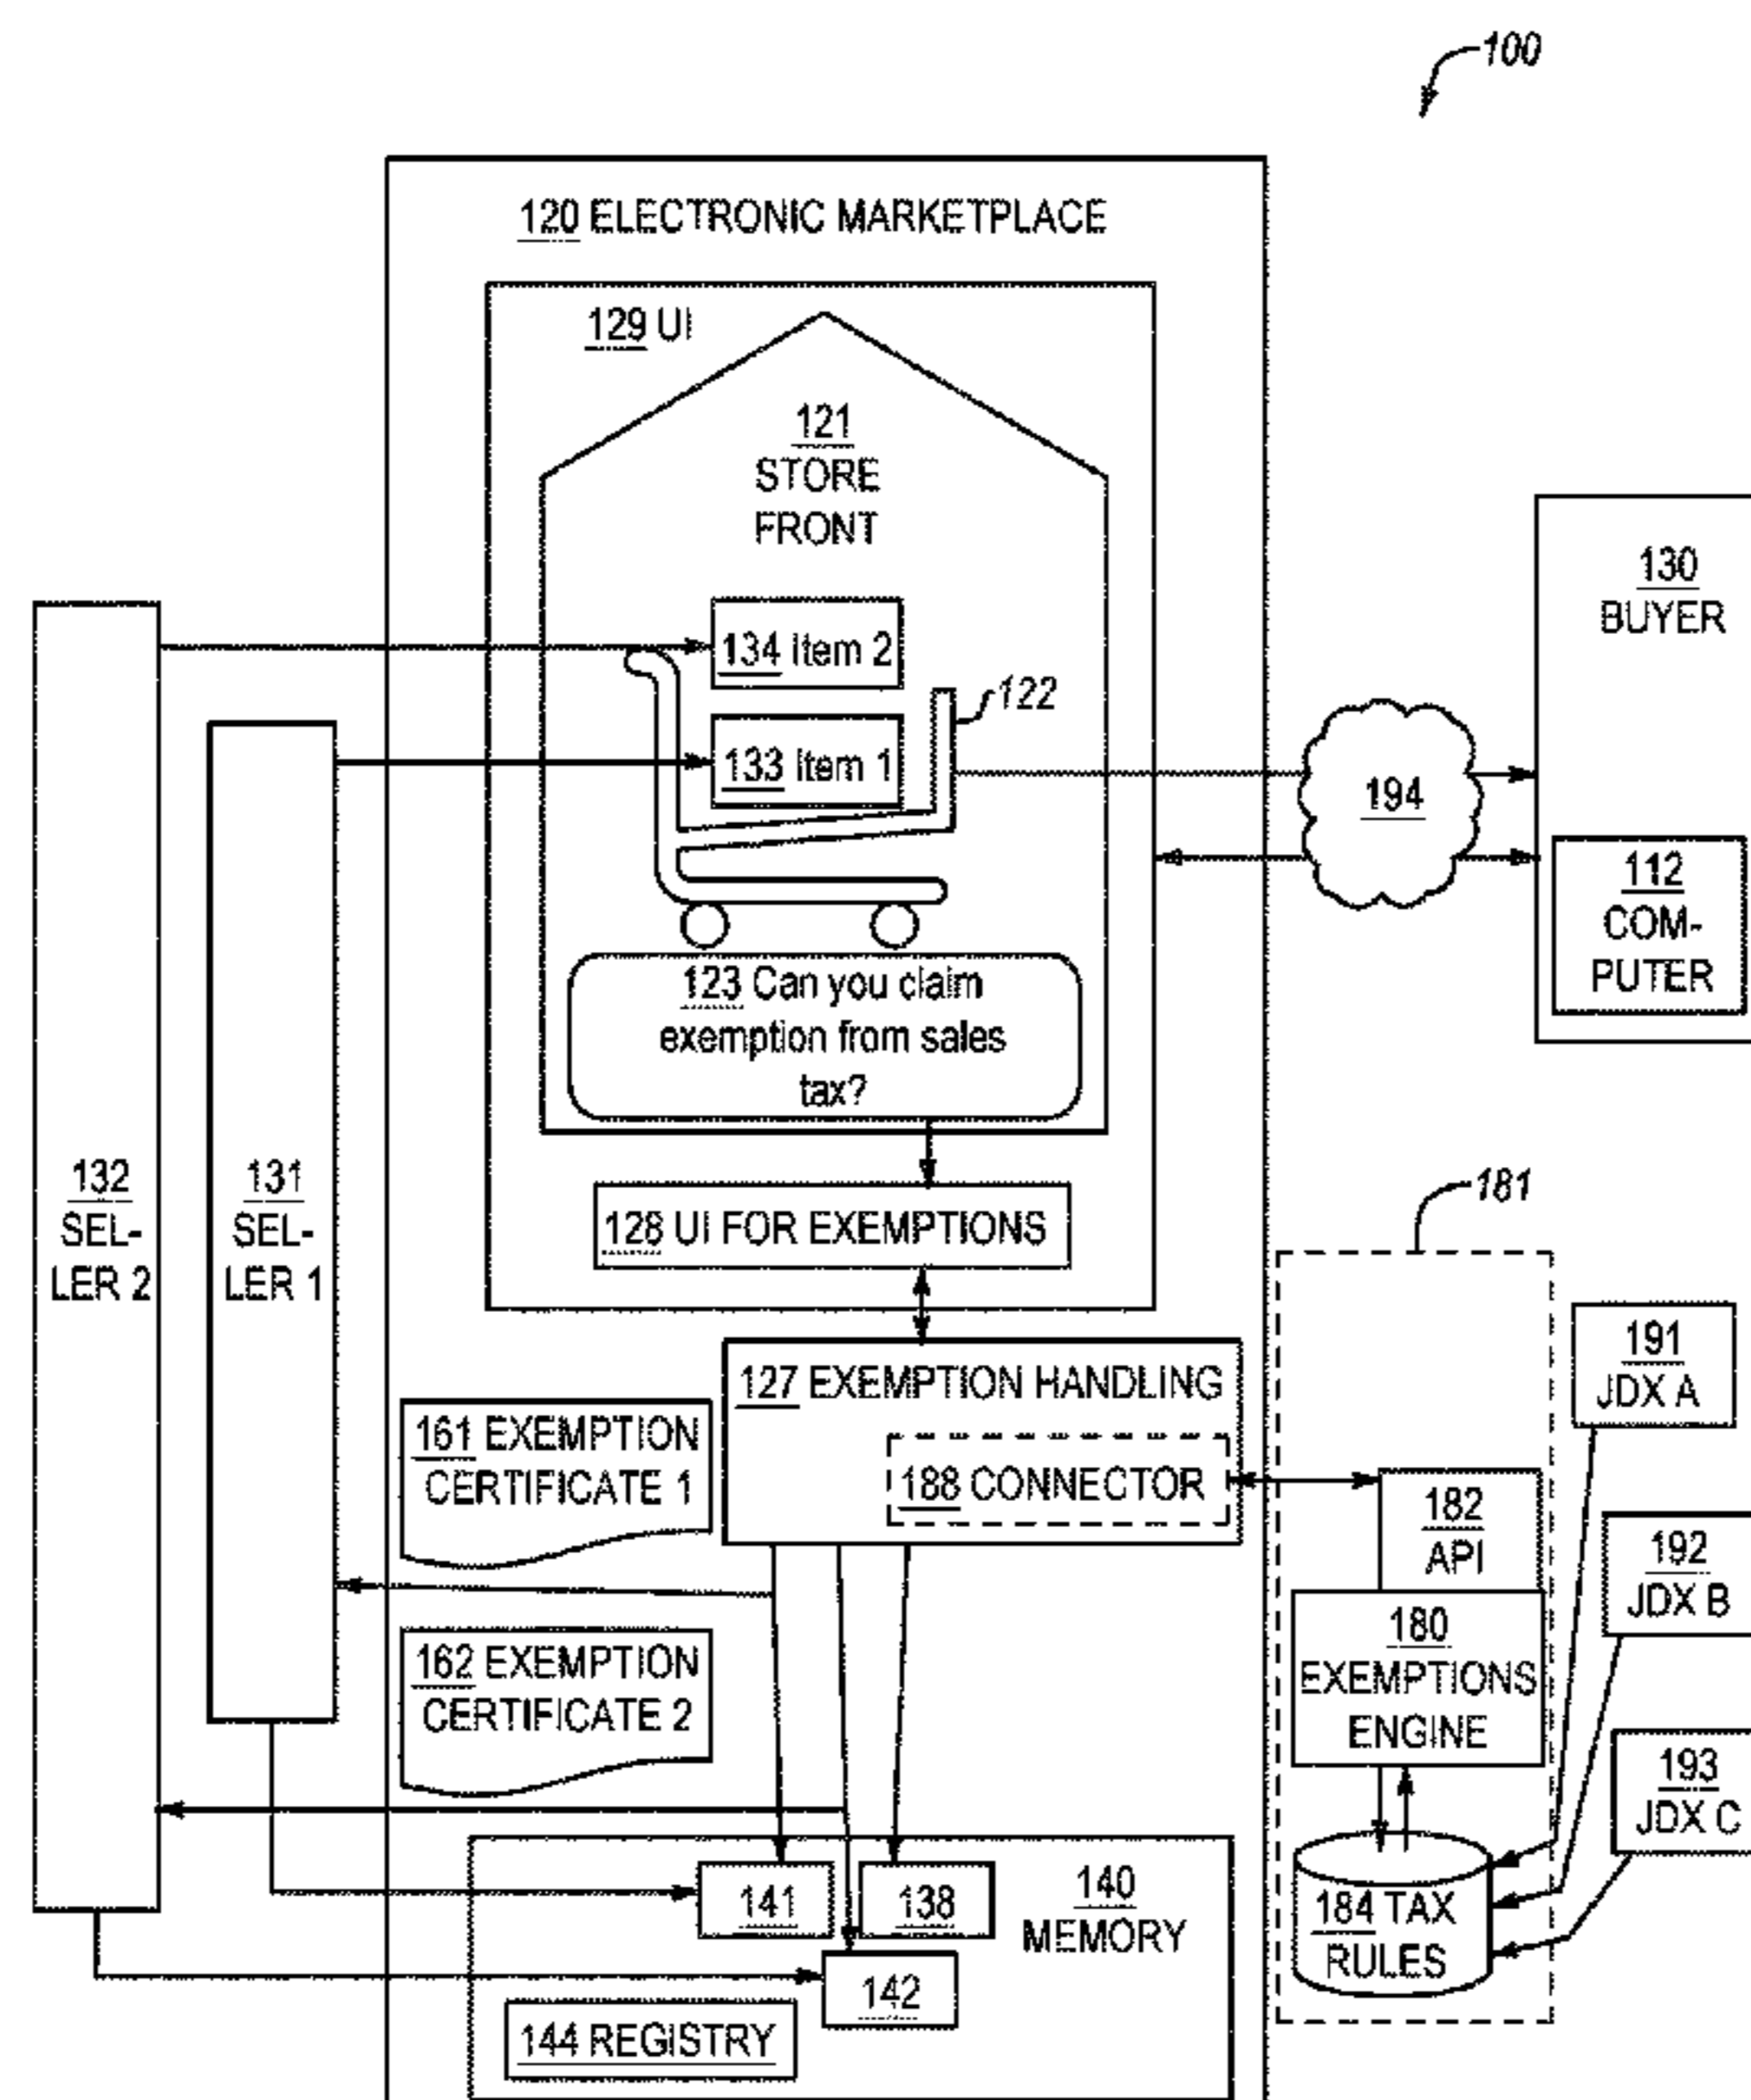 100
120 ELECTRONIC MARKETPLACE
129 UI
121
STORE
FRONT
134 Item 2
133 Item 1
122
123 Can you claim
exemption from sales
tax?
128 UI FOR EXEMPTIONS
130
BUYER
194
112
COM-
PUTER
132
SEL-
LER 2
131
SEL-
LER 1
127 EXEMPTION HANDLING
188 CONNECTOR
161 EXEMPTION
CERTIFICATE 1
162 EXEMPTION
CERTIFICATE 2
181
182
API
180
EXEMPTIONS
ENGINE
184 TAX
RULES
191
JDX A
192
JDX B
193
JDX C
141
138
140
MEMORY
142
144 REGISTRY